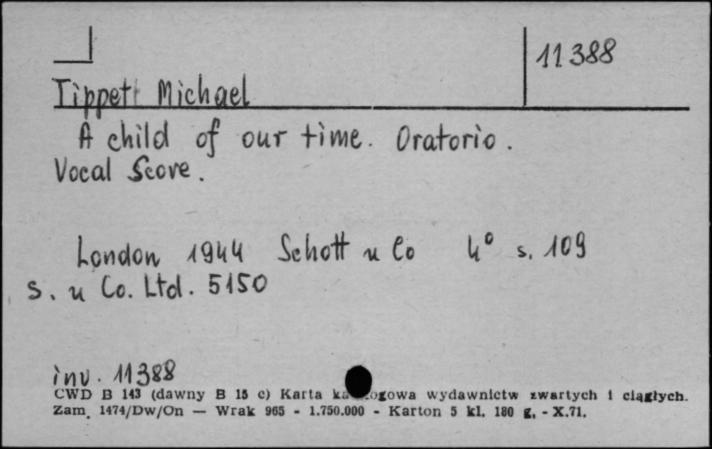 11388
Tippett Michael
A child of our time. Oratorio.
Vocal Score.
London 1944 Schott u Co 4° s. 109
S. u Co. Ltd. 5150
inv. 11388
CWD B 143 (dawny B 15 c) Karta katalogowa wydawnictw zwartych i ciągłych.
Zam. 1474/Dw/On — Wrak 965 - 1.750.000 - Karton 5 kl. 180 g. - X.71.